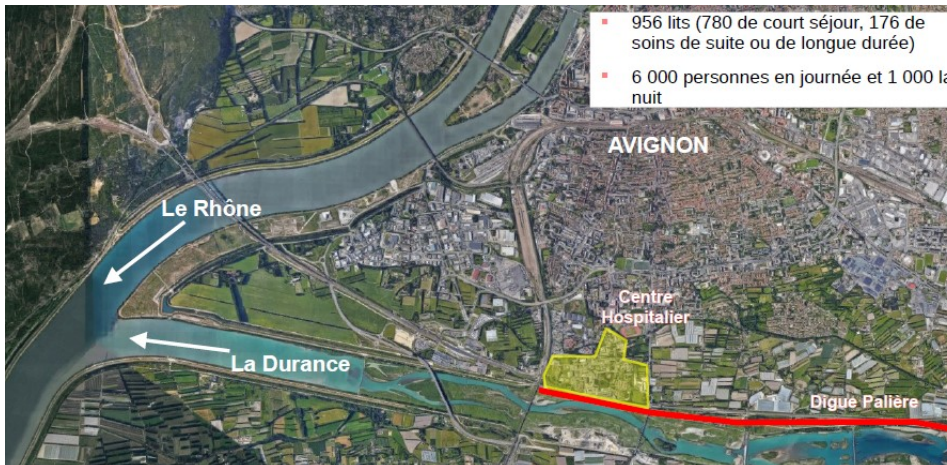 956 lits (780 de court séjour, 176 de
soins de suite ou de longue durée)
6 000 personnes en journée et 1 000 la
nuit
AVIGNON
Le Rhône
Centre
Hospitalier
La Durance
Digue Palière